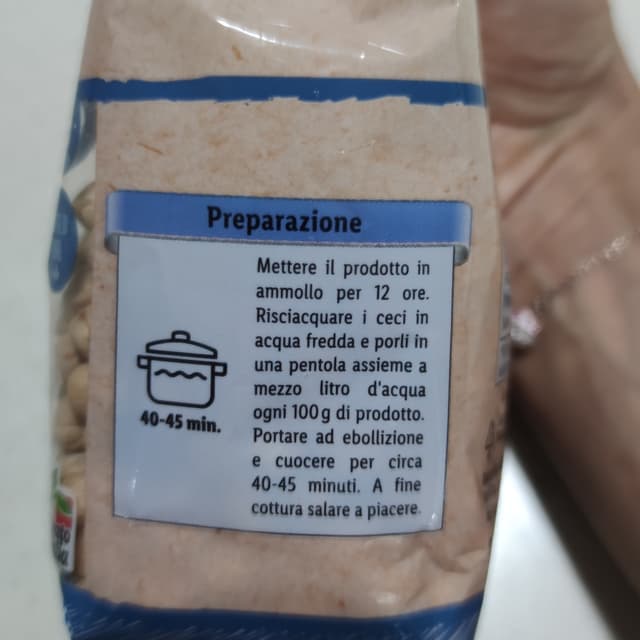 Preparazione
Mettere il prodotto in
ammollo per 12 ore.
Risciacquare i ceci in
acqua fredda e porli in
una pentola assieme a
mezzo litro d'acqua
ogni 100g di prodotto.
Portare ad ebollizione
e cuocere per circa
40-45 minuti. A fine
cottura salare a piacere.
40-45 min.